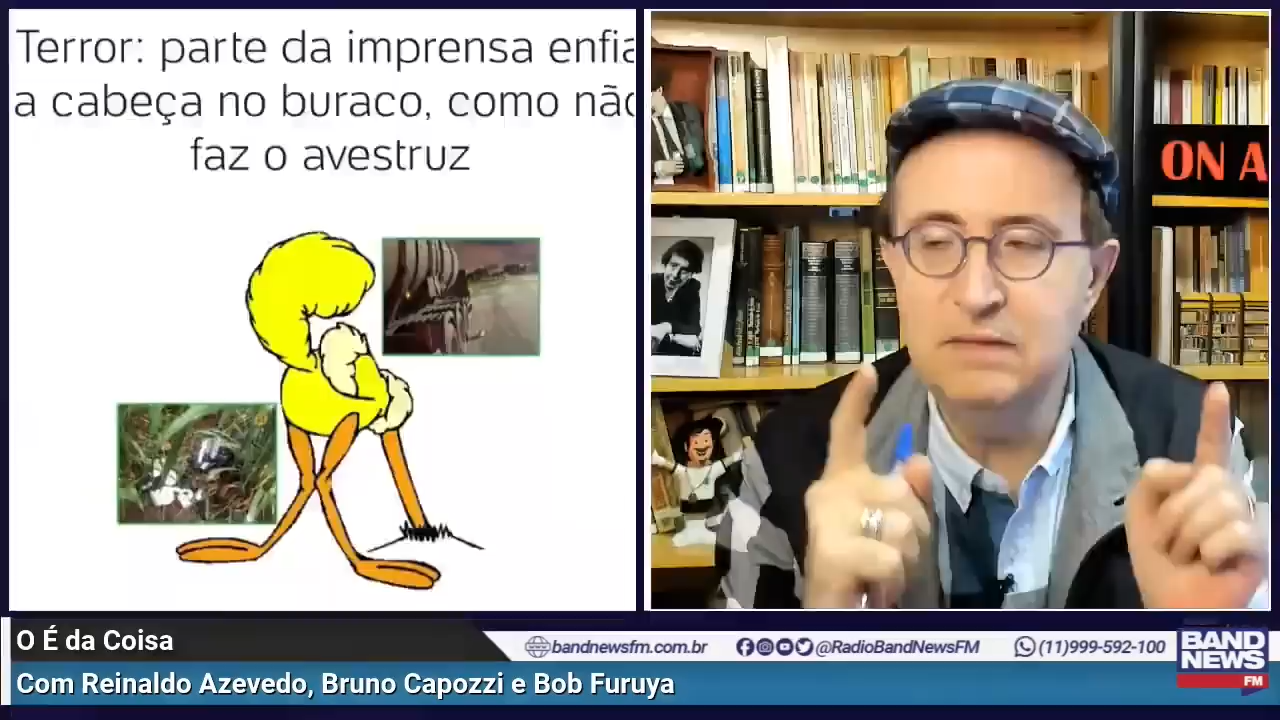 Terror: parte da imprensa enfia
a cabeça no buraco, como não
faz o avestruz
ON A
O É da Coisa
bandnewsfm.com.br
@RadioBandNewsFM
(11)999-592-100
BAND
NEWS
FM
Com Reinaldo Azevedo, Bruno Capozzi e Bob Furuya